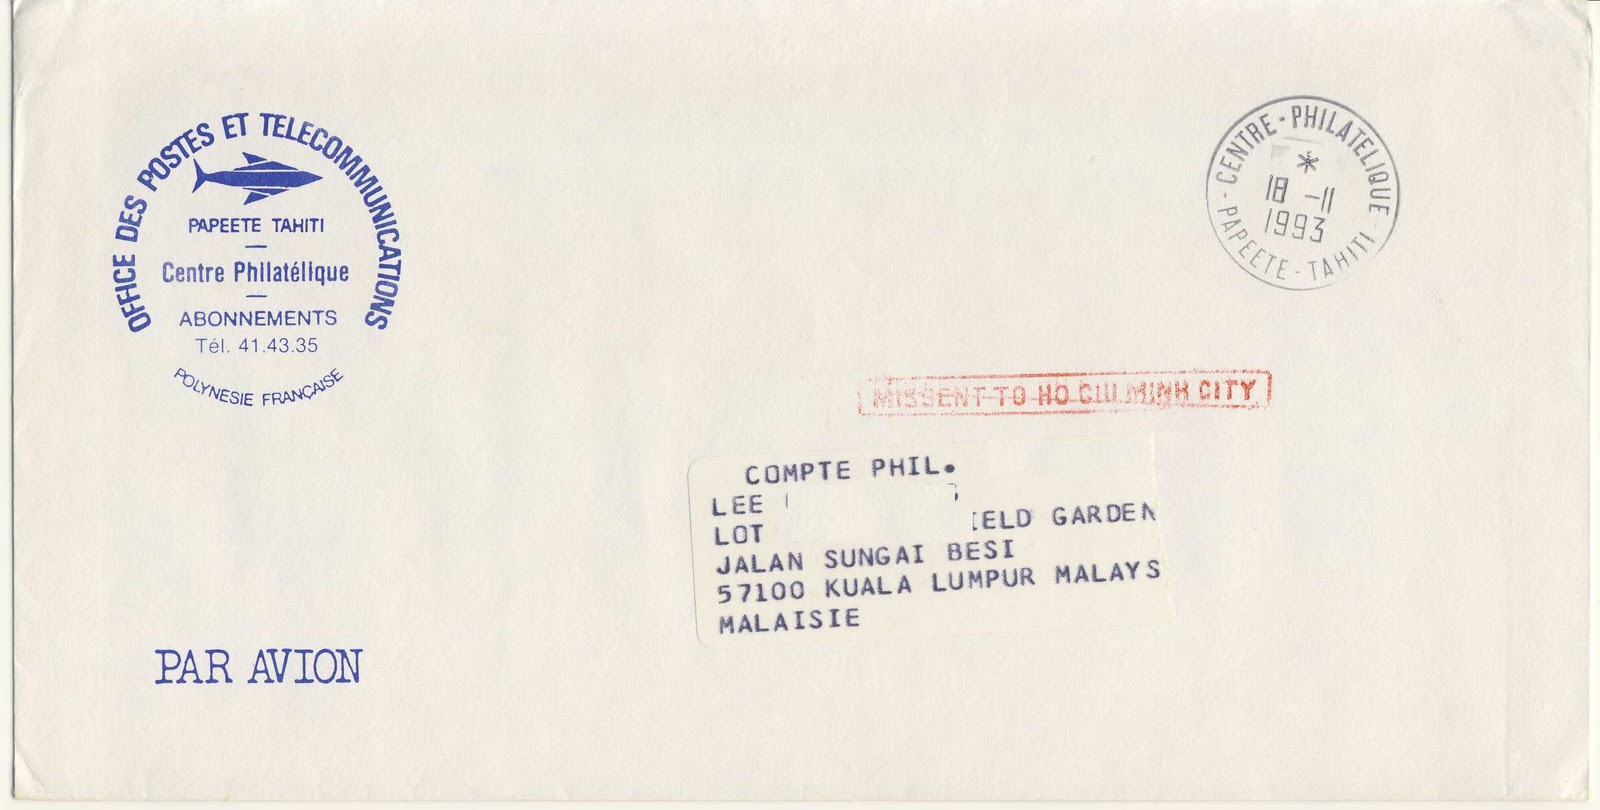 OFFICE DES POSTES ET TELECOMMUNICATIONS
PAPEETE TAHITI
Centre Philatélique
ABONNEMENTS
Tél. 41.43.35
POLYNESIE FRANÇAISE
CENTRE - PHILATELIQUE
18 -11
1993
- PAPEETE - TAHITI -
MISSENT TO HO CHI MINH CITY
COMPTE PHIL.
LEE
LOT GARDEN
JALAN SUNGAI BESI
57100 KUALA LUMPUR MALAYS
MALAISIE
PAR AVION